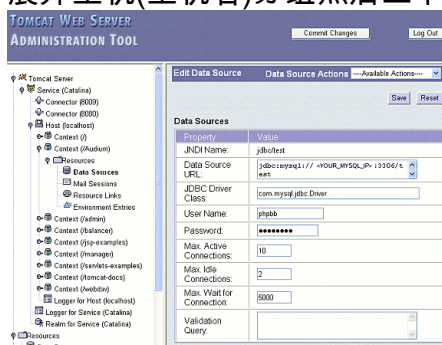 TOMCAT WEB SERVER
ADMINISTRATION TOOL
Commit Changes
Log Out
Tomcat Server
Service (Catalina)
Connector (8009)
Connector (8080)
Host (localhost)
Context (/)
Context (/Audium)
Resources
Data Sources
Mail Sessions
Resource Links
Environment Entries
Context (/admin)
Context (/balancer)
Context (/jsp-examples)
Context (/manager)
Context (/servlets-examples)
Context (/tomcat-docs)
Context (/webdav)
Logger for Host (localhost)
Logger for Service (Catalina)
Realm for Service (Catalina)
Resources
Edit Data Source
Data Source Actions
----Available Actions----
Save
Reset
Data Sources
Property
Value
JNDI Name:
jdbc/test
Data Source URL:
jdbc:mysql:// <YOUR_MYSQL_IP> :3306/t
est
JDBC Driver Class:
com.mysql.jdbc.Driver
User Name:
phpbb
Password:
••••••••
Max. Active Connections:
10
Max. Idle Connections:
2
Max. Wait for Connection:
5000
Validation Query: